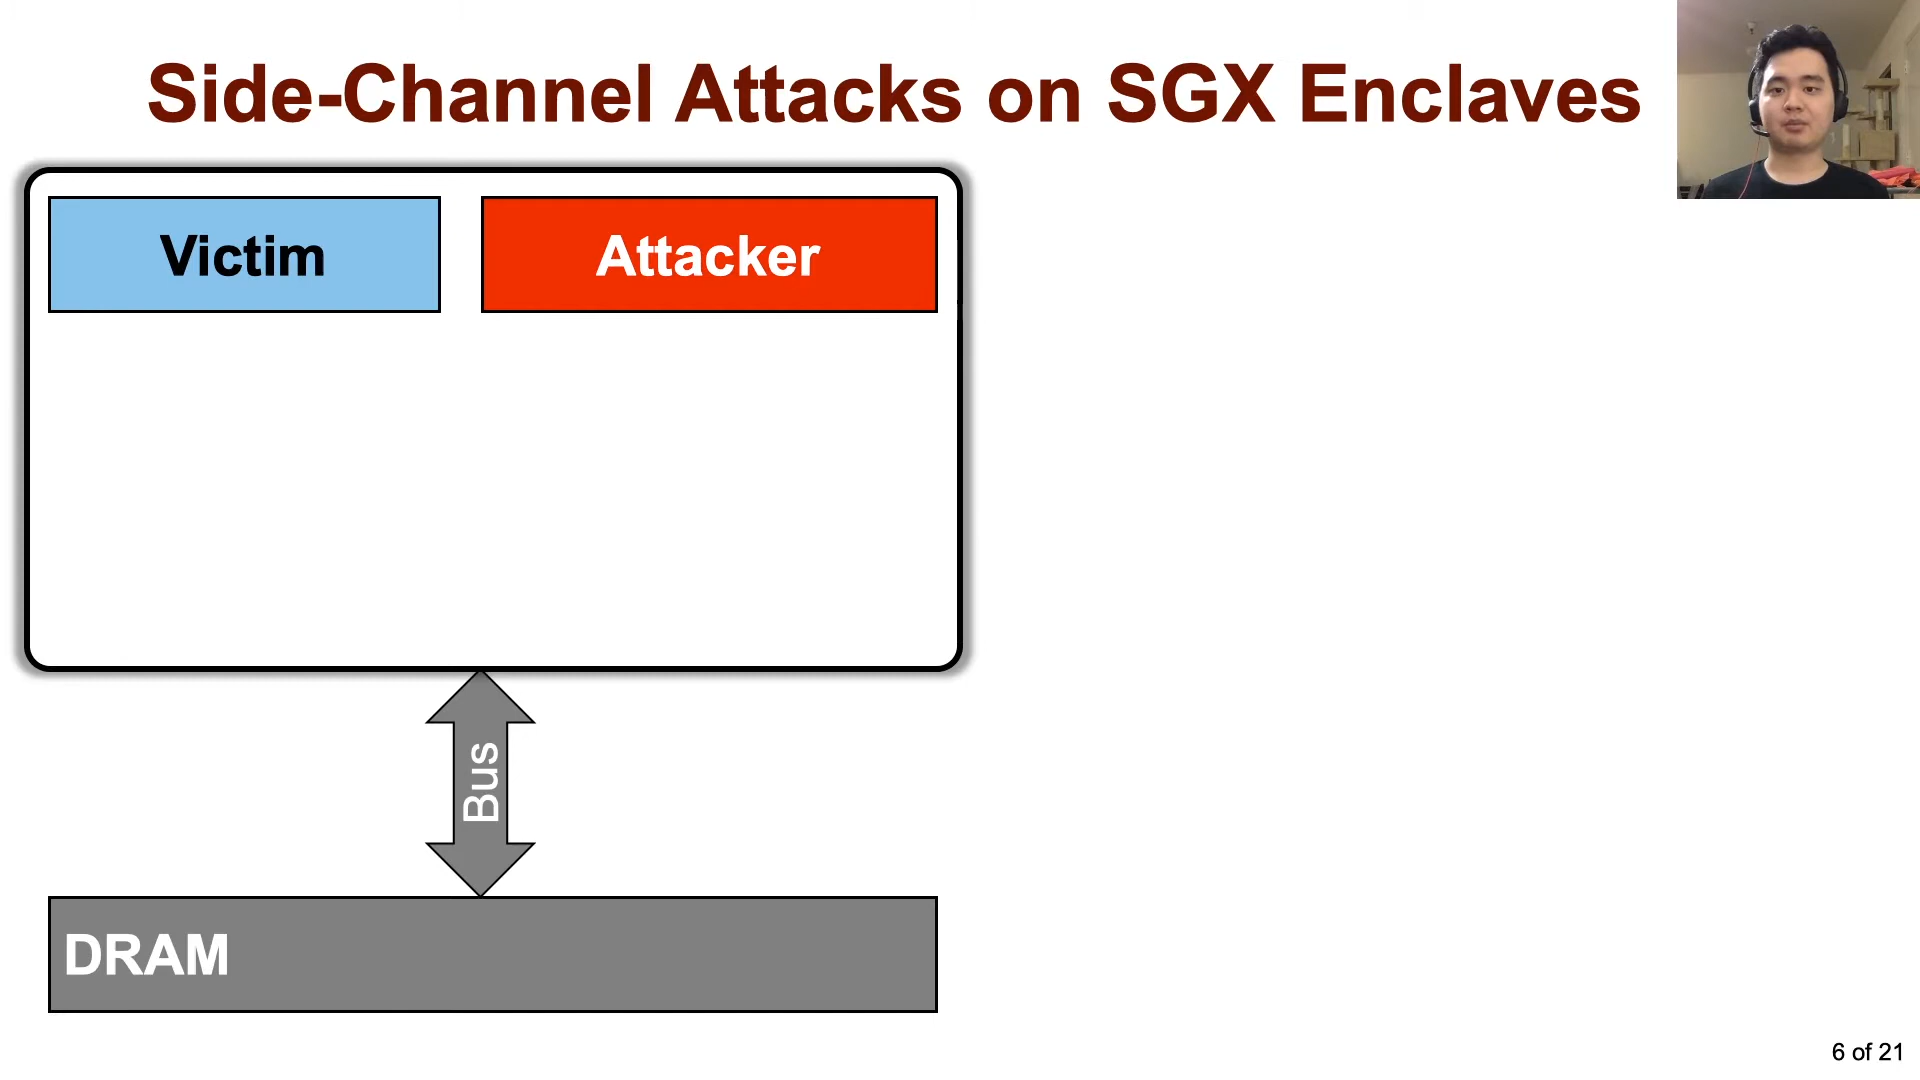 Side-Channel Attacks on SGX Enclaves
Victim
Attacker
Bus
DRAM
6 of 21